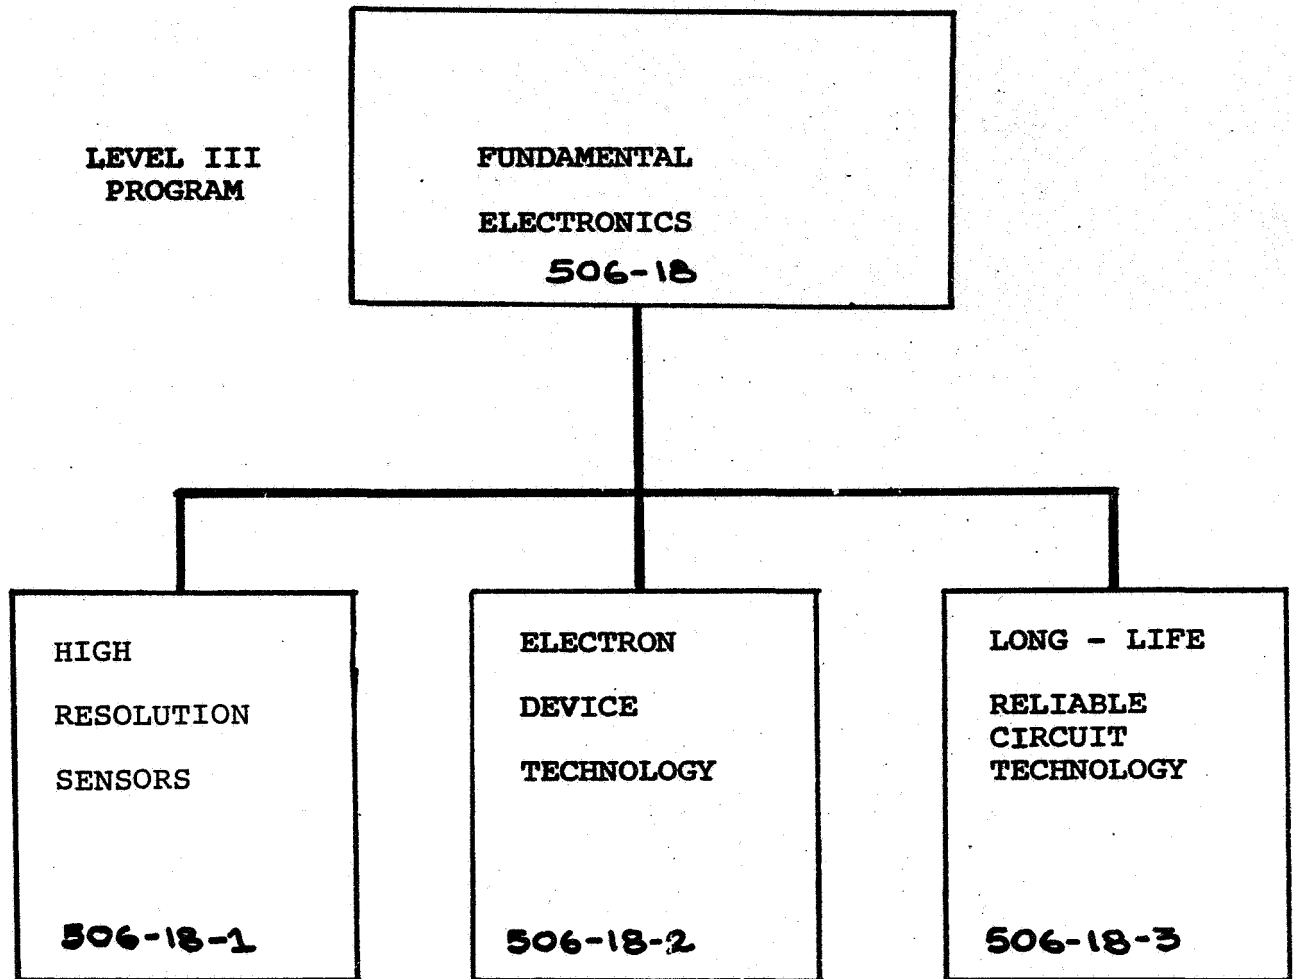 LEVEL III
PROGRAM
FUNDAMENTAL
ELECTRONICS
506-18
HIGH
RESOLUTION
SENSORS
506-18-1
ELECTRON
DEVICE
TECHNOLOGY
506-18-2
LONG - LIFE
RELIABLE
CIRCUIT
TECHNOLOGY
506-18-3